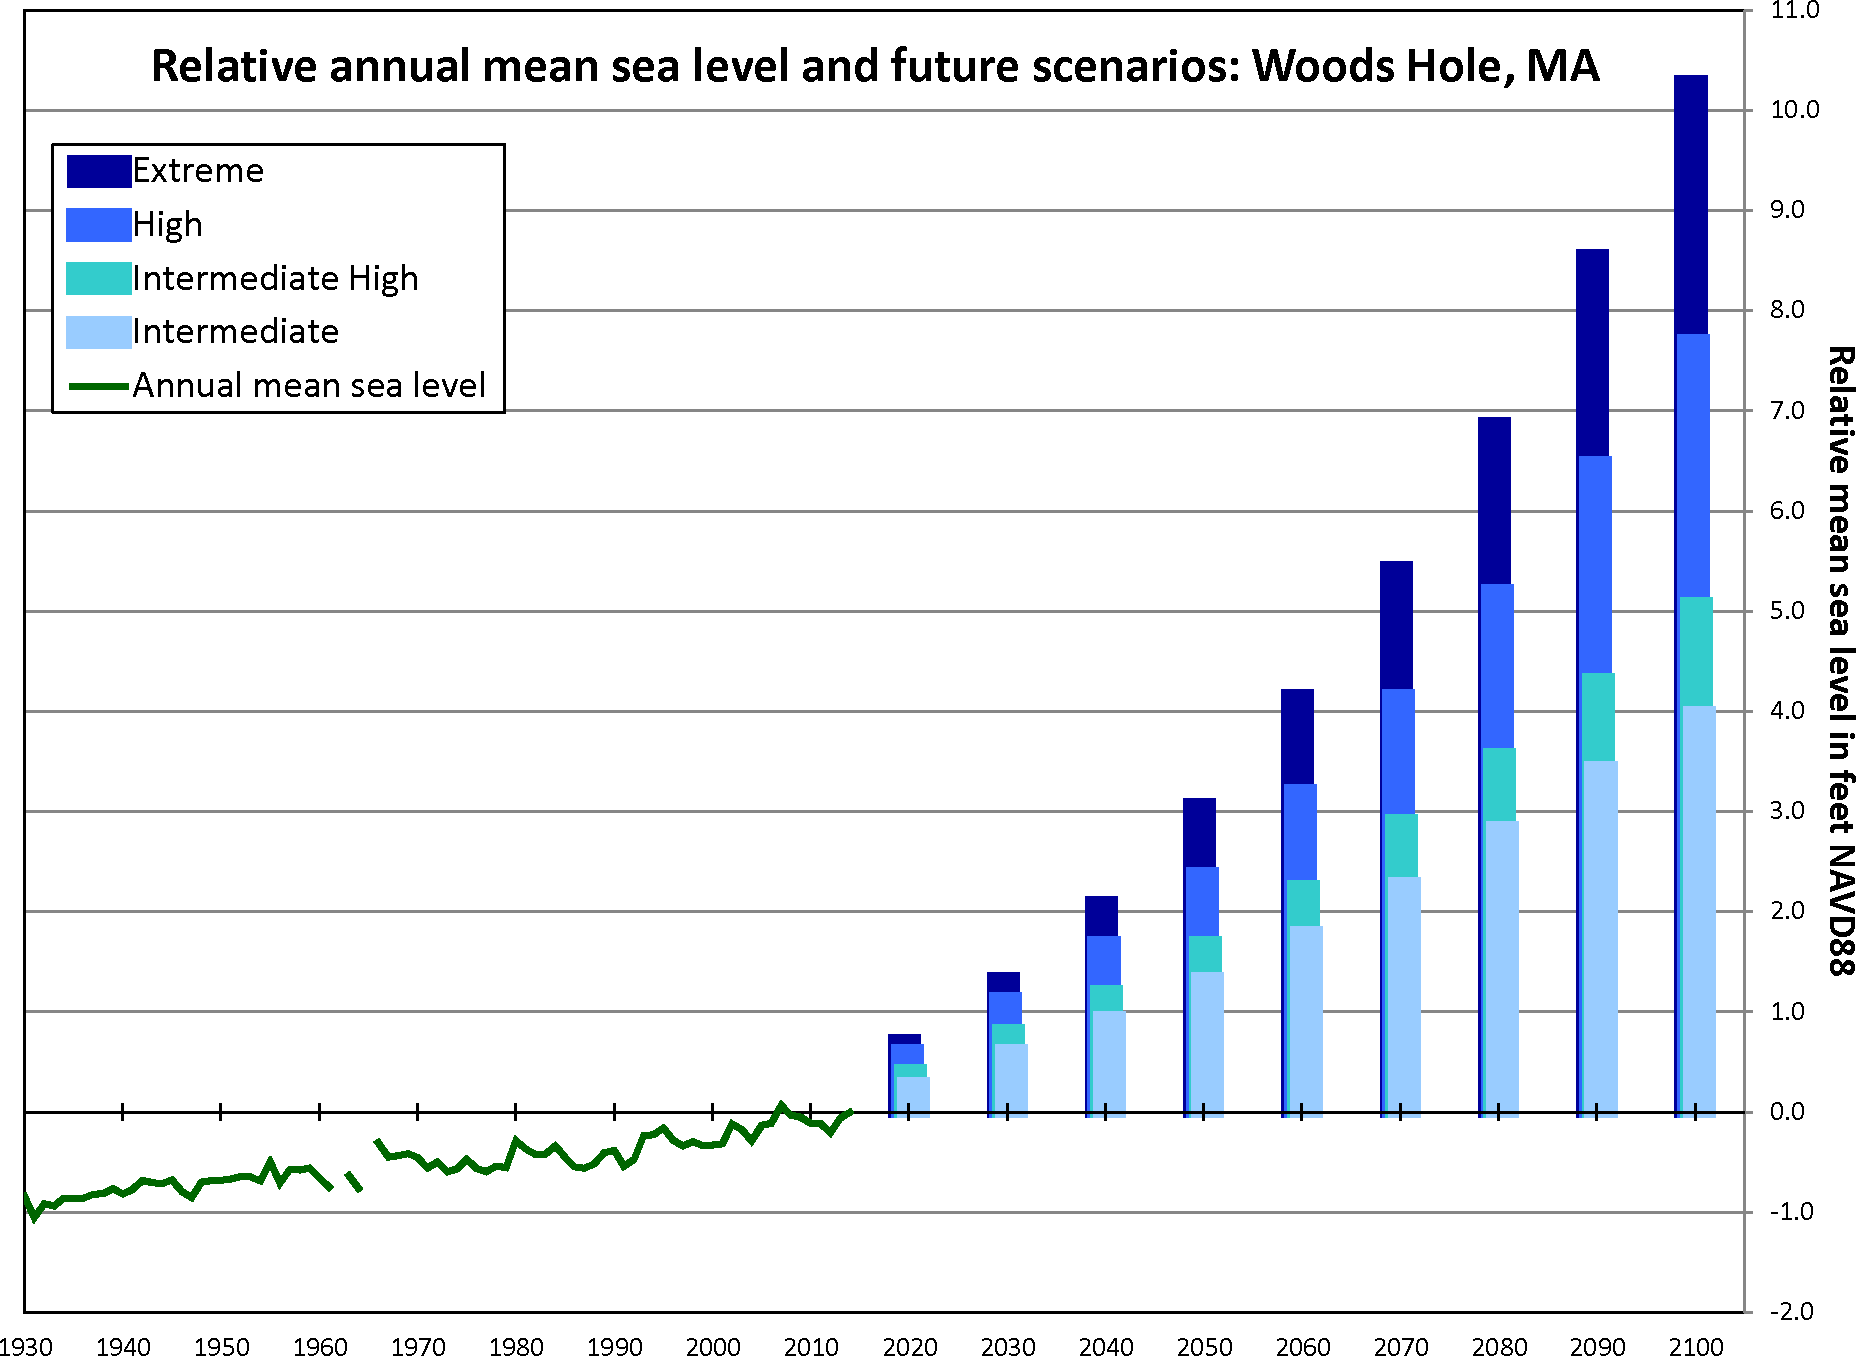 Relative annual mean sea level and future scenarios: Woods Hole, MA
Extreme
High
Intermediate High
Intermediate
Annual mean sea level
11.0
10.0
9.0
8.0
7.0
6.0
5.0
4.0
3.0
2.0
1.0
0.0
-1.0
-2.0
Relative mean sea level in feet NAVD88
1930 1940 1950 1960 1970 1980 1990 2000 2010 2020 2030 2040 2050 2060 2070 2080 2090 2100